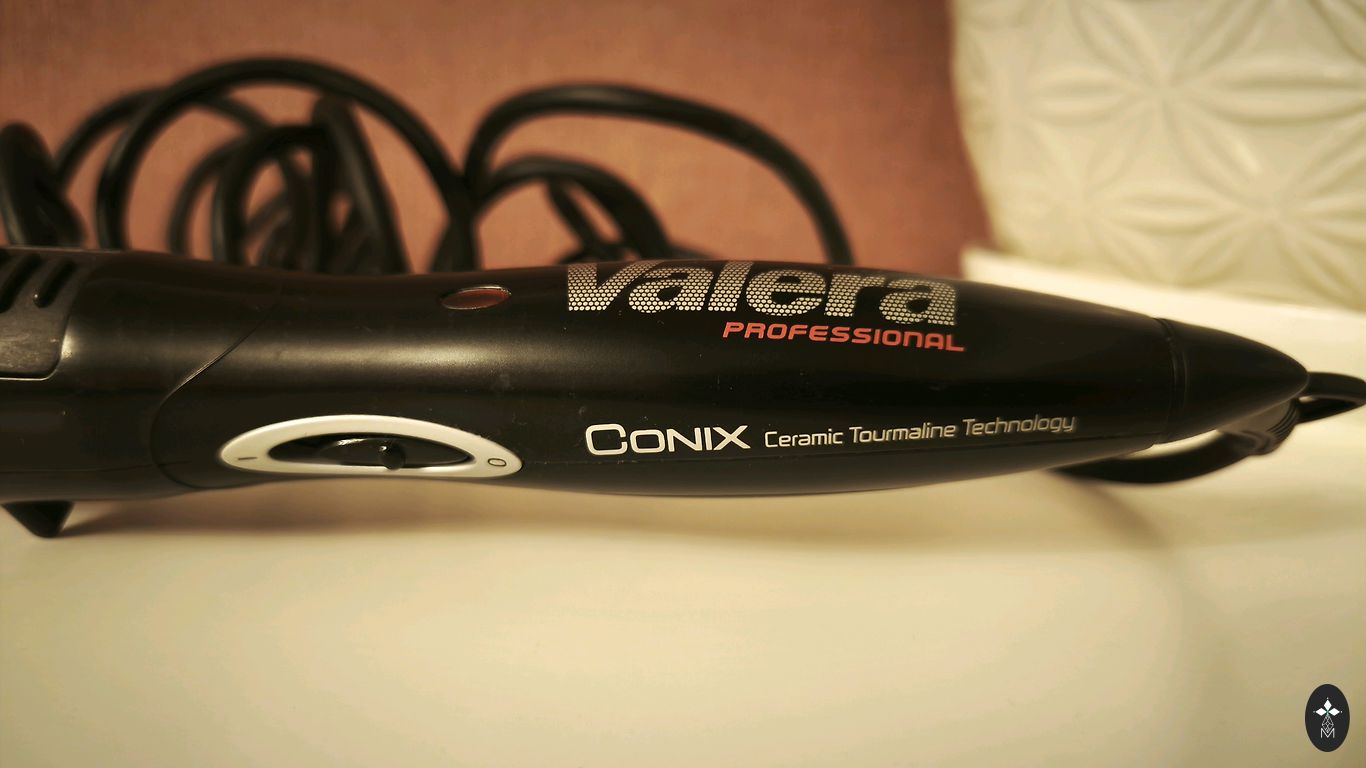 Valera
PROFESSIONAL
CONIX Ceramic Tourmaline Technology
I O
M